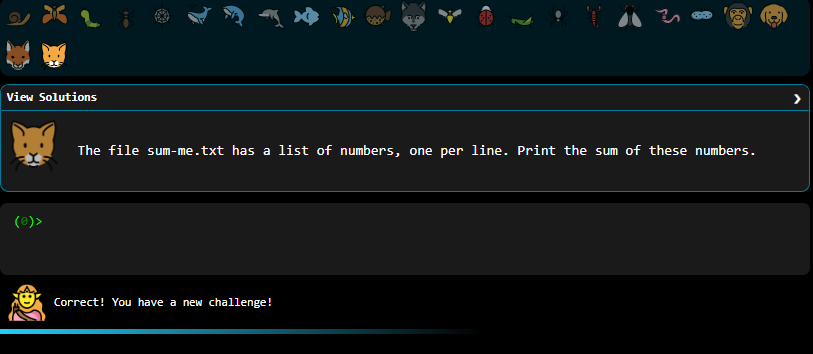 View Solutions
The file sum-me.txt has a list of numbers, one per line. Print the sum of these numbers.
(0)>
Correct! You have a new challenge!